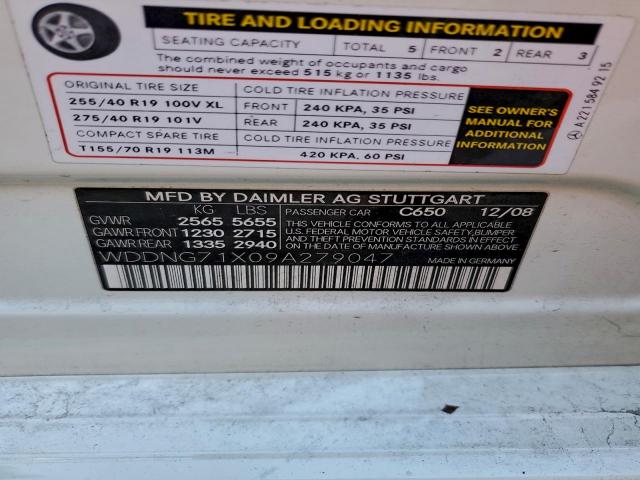 TIRE AND LOADING INFORMATION
SEATING CAPACITY TOTAL 5 FRONT 2 REAR 3
The combined weight of occupants and cargo
should never exceed 515 kg or 1135 lbs.
ORIGINAL TIRE SIZE COLD TIRE INFLATION PRESSURE
255/40 R19 100V XL FRONT 240 KPA, 35 PSI
275/40 R19 101V REAR 240 KPA, 35 PSI
COMPACT SPARE TIRE COLD TIRE INFLATION PRESSURE
T155/70 R19 113M 420 KPA, 60 PSI
SEE OWNER'S
MANUAL FOR
ADDITIONAL
INFORMATION
A 221 584 92 15
MFD BY DAIMLER AG STUTTGART
KG LBS PASSENGER CAR C650 12/08
GVWR 2565 5655
GAWR FRONT 1230 2715
GAWR REAR 1335 2940
THIS VEHICLE CONFORMS TO ALL APPLICABLE
U.S. FEDERAL MOTOR VEHICLE SAFETY, BUMPER
AND THEFT PREVENTION STANDARDS IN EFFECT
ON THE DATE OF MANUFACTURE SHOWN ABOVE
WDDNG71X09A279047
MADE IN GERMANY